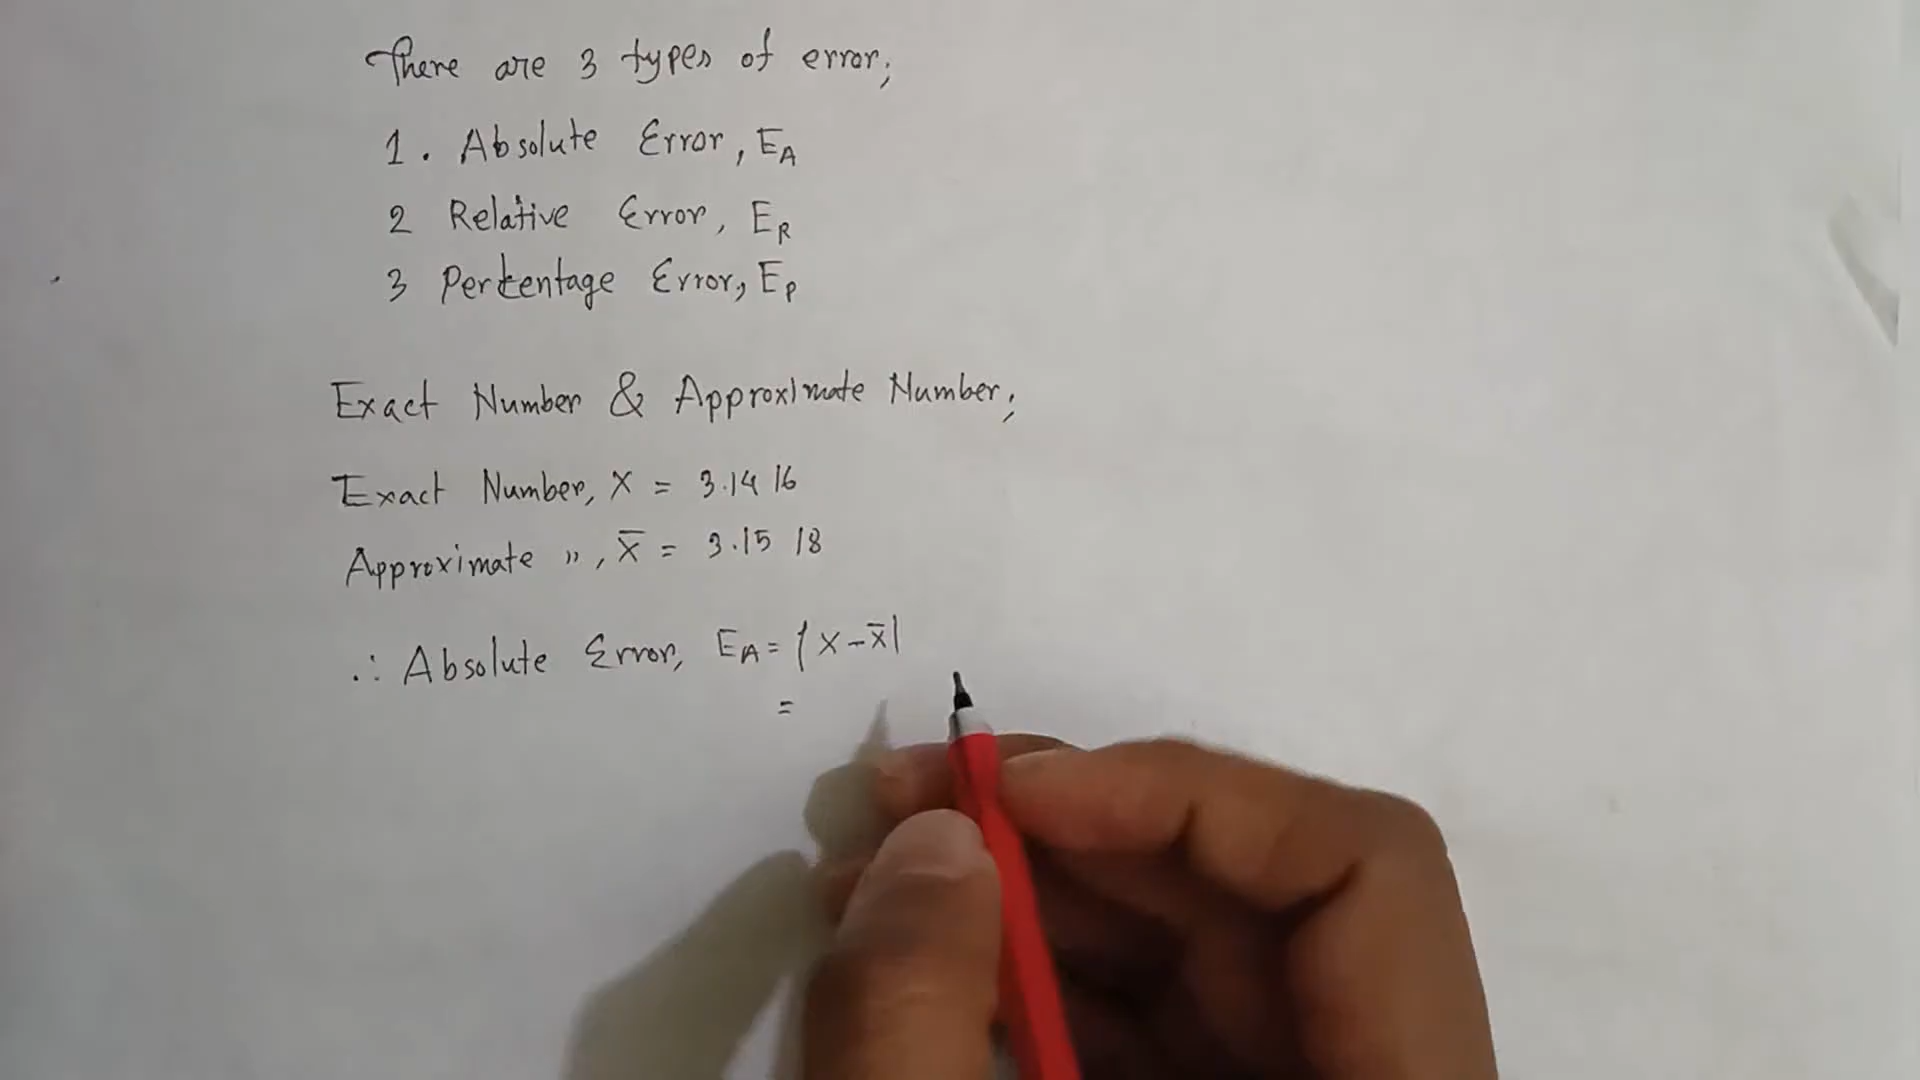 There are 3 types of error;
1. Absolute Error, E_A
2 Relative Error, E_R
3 Percentage Error, E_P
Exact Number & Approximate Number;
Exact Number, X = 3.1416
Approximate ", X̄ = 3.1518
∴ Absolute Error, E_A = |X-X̄|
=